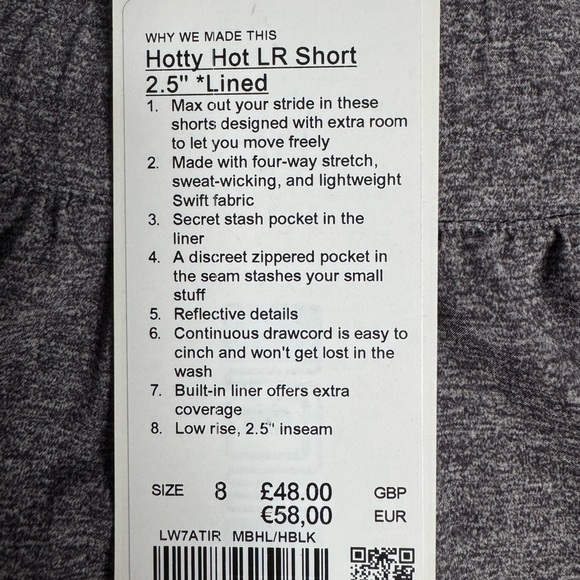 WHY WE MADE THIS
Hotty Hot LR Short
2.5" *Lined
1. Max out your stride in these
shorts designed with extra room
to let you move freely
2. Made with four-way stretch,
sweat-wicking, and lightweight
Swift fabric
3. Secret stash pocket in the
liner
4. A discreet zippered pocket in
the seam stashes your small
stuff
5. Reflective details
6. Continuous drawcord is easy to
cinch and won't get lost in the
wash
7. Built-in liner offers extra
coverage
8. Low rise, 2.5" inseam
SIZE 8 £48.00 GBP
€58,00 EUR
LW7ATIR MBHL/HBLK